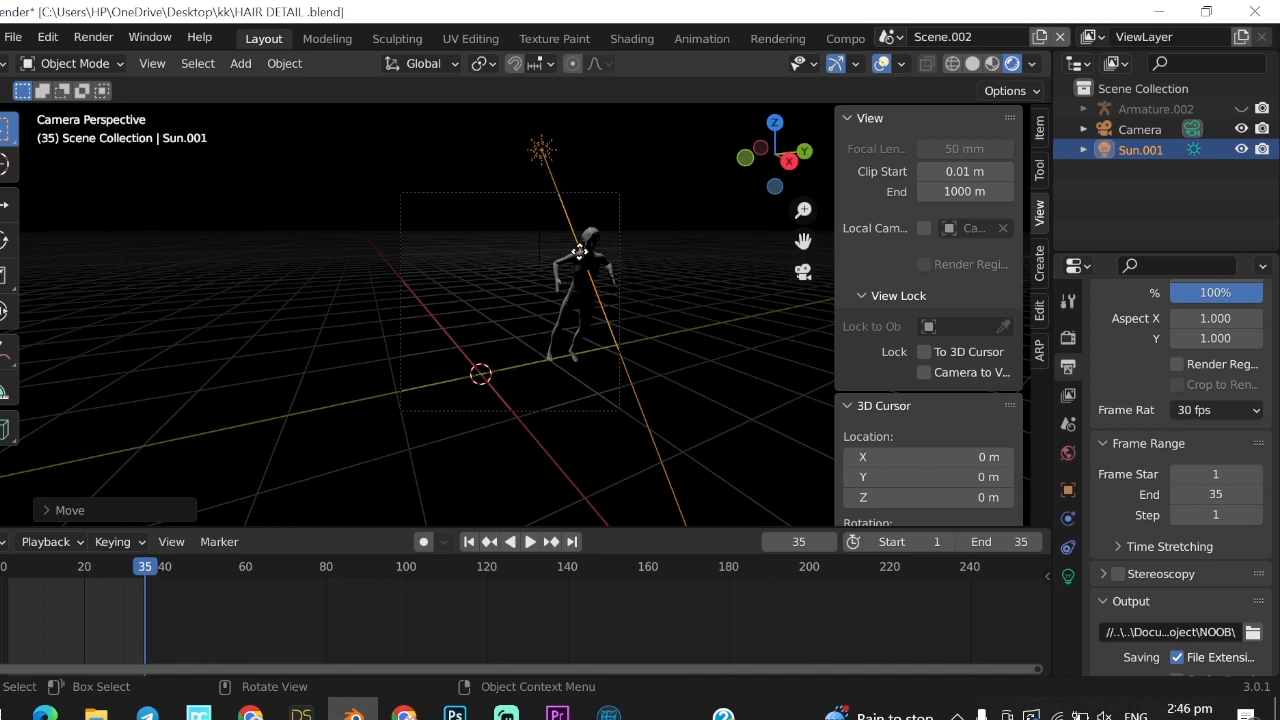 ender* [C:\Users\HP\OneDrive\Desktop\kk\HAIR DETAIL .blend]
File Edit Render Window Help Layout Modeling Sculpting UV Editing Texture Paint Shading Animation Rendering Compo Scene.002 ViewLayer
Object Mode View Select Add Object Global
Options
Camera Perspective
(35) Scene Collection | Sun.001
Z
Y
X
View
Focal Len... 50 mm
Clip Start 0.01 m
End 1000 m
Local Cam... Ca...
Render Regi...
View Lock
Lock to Ob
Lock To 3D Cursor
Camera to V...
3D Cursor
Location:
X 0 m
Y 0 m
Z 0 m
Rotation:
Item
Tool
View
Create
Edit
ARP
Scene Collection
Armature.002
Camera
Sun.001
% 100%
Aspect X 1.000
Y 1.000
Render Reg...
Crop to Ren...
Frame Rat 30 fps
Frame Range
Frame Star 1
End 35
Step 1
Time Stretching
Stereoscopy
Output
//..\..\Docu...oject\NOOB\
Saving File Extensi...
Move
Playback Keying View Marker 35 Start 1 End 35
0 20 35 40 60 80 100 120 140 160 180 200 220 240
Select Box Select Rotate View Object Context Menu 3.0.1
DS Ps Pr Rain to stop ENG 2:46 pm